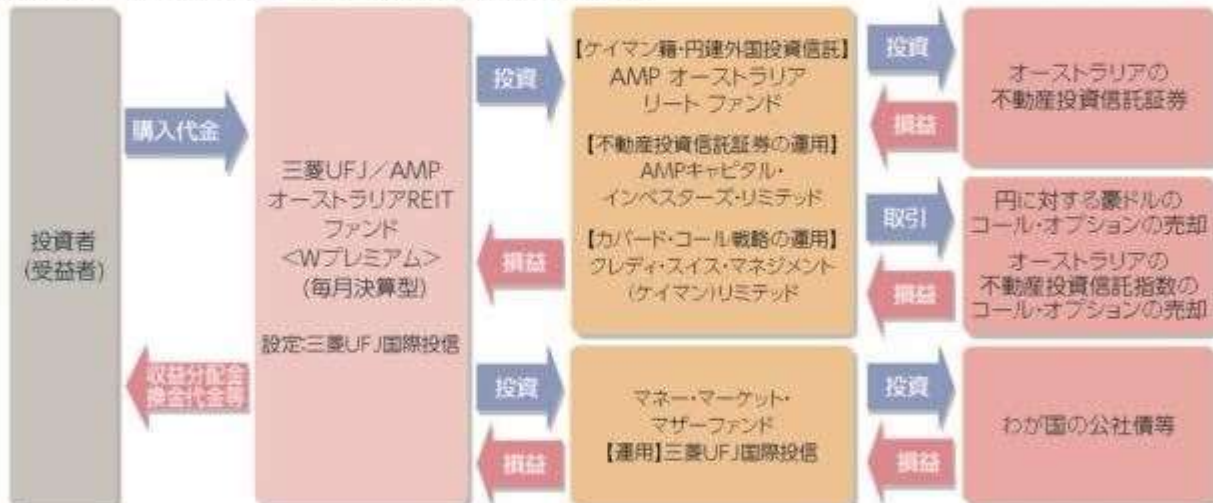 投資者
(受益者)
購入代金
収益分配金
換金代金等
三菱UFJ／AMP
オーストラリアREIT
ファンド
<Wプレミアム>
(毎月決算型)
設定:三菱UFJ国際投信
投資
損益
投資
損益
【ケイマン籍・円建外国投資信託】
AMP オーストラリア
リート ファンド
【不動産投資信託証券の運用】
AMPキャピタル・
インベスターズ・リミテッド
【カバード・コール戦略の運用】
クレディ・スイス・マネジメント
(ケイマン)リミテッド
マネー・マーケット・
マザーファンド
【運用】三菱UFJ国際投信
投資
損益
取引
損益
投資
損益
オーストラリアの
不動産投資信託証券
円に対する豪ドルの
コール・オプションの売却
オーストラリアの
不動産投資信託指数の
コール・オプションの売却
わが国の公社債等